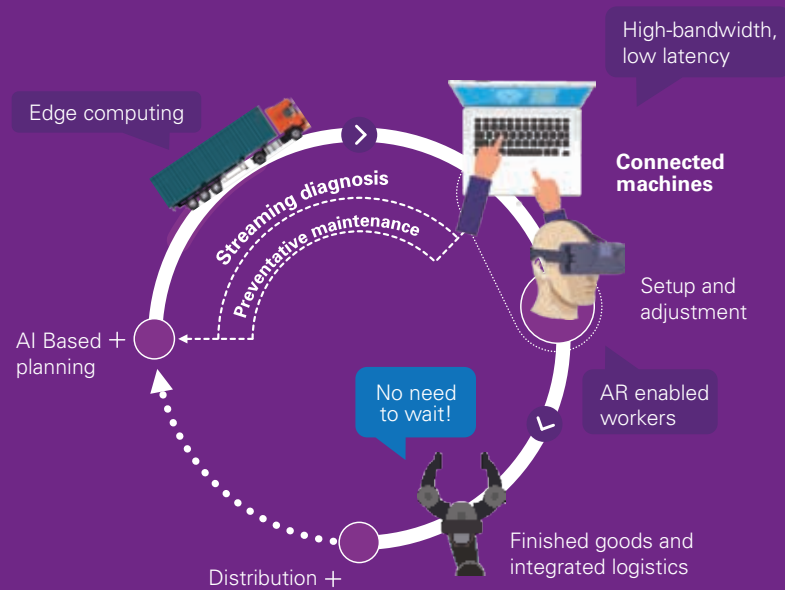 High-bandwidth,
low latency
Edge computing
Connected
machines
Streaming diagnosis
Preventative maintenance
Setup and
adjustment
AI Based +
planning
No need
to wait!
AR enabled
workers
Finished goods and
integrated logistics
Distribution +